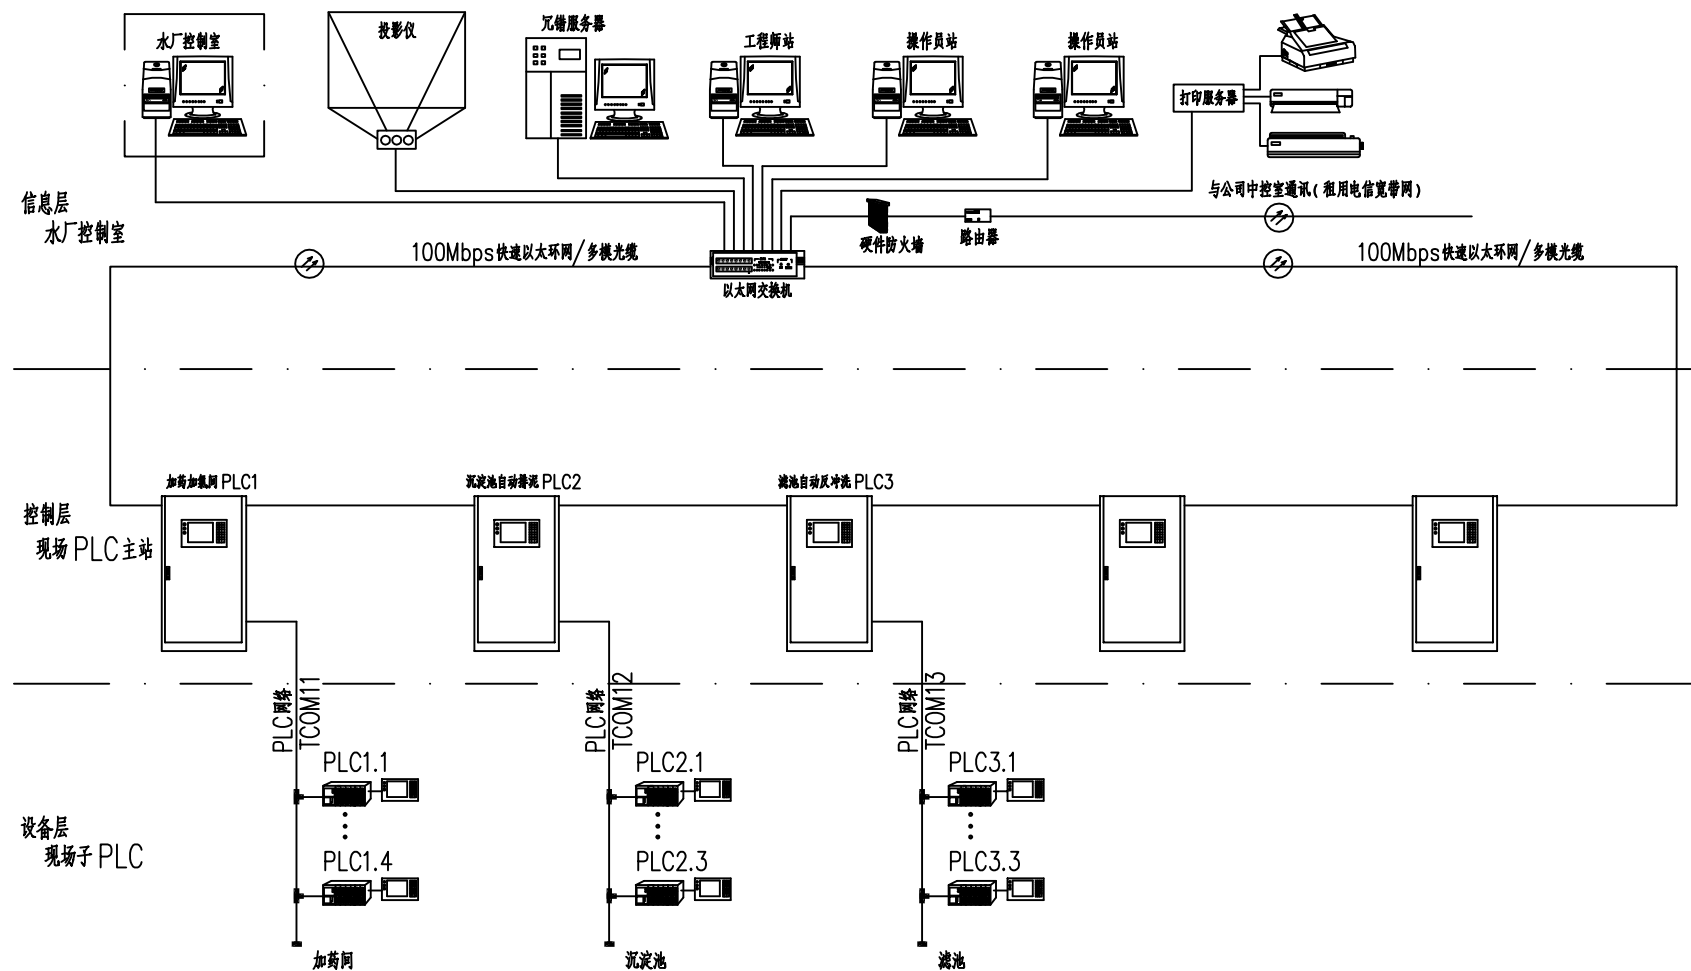 水厂控制室
投影仪
冗错服务器
工程师站
操作员站
操作员站
打印服务器
信息层
水厂控制室
与公司中控室通讯(租用电信宽带网)
硬件防火墙
路由器
100Mbps快速以太环网/多模光缆
100Mbps快速以太环网/多模光缆
以太网交换机
加药加氯间 PLC1
沉淀池自动排泥 PLC2
滤池自动反冲洗 PLC3
控制层
现场 PLC 主站
PLC网络
TCOM11
PLC网络
TCOM12
PLC网络
TCOM13
PLC1.1
PLC2.1
PLC3.1
设备层
现场子 PLC
PLC1.4
PLC2.3
PLC3.3
加药间
沉淀池
滤池